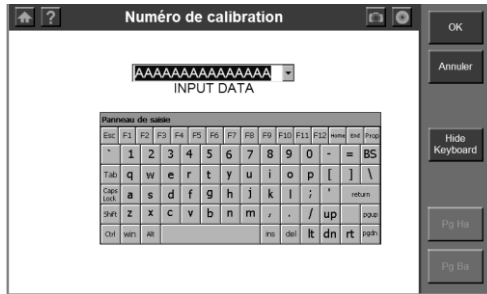 ?
Numéro de calibration
OK
AAAAAAAAAAAAAAA
INPUT DATA
Annuler
Hide
Keyboard
Panneau de saisie
Esc F1 F2 F3 F4 F5 F6 F7 F8 F9 F10 F11 F12 Home End Prop
` 1 2 3 4 5 6 7 8 9 0 - = BS
Tab q w e r t y u i o p [ ] \
Caps Lock a s d f g h j k l ; ' return
Shift z x c v b n m , . / up pgup
Ctrl win Alt ins del lt dn rt pgdn
Pg Ha
Pg Ba